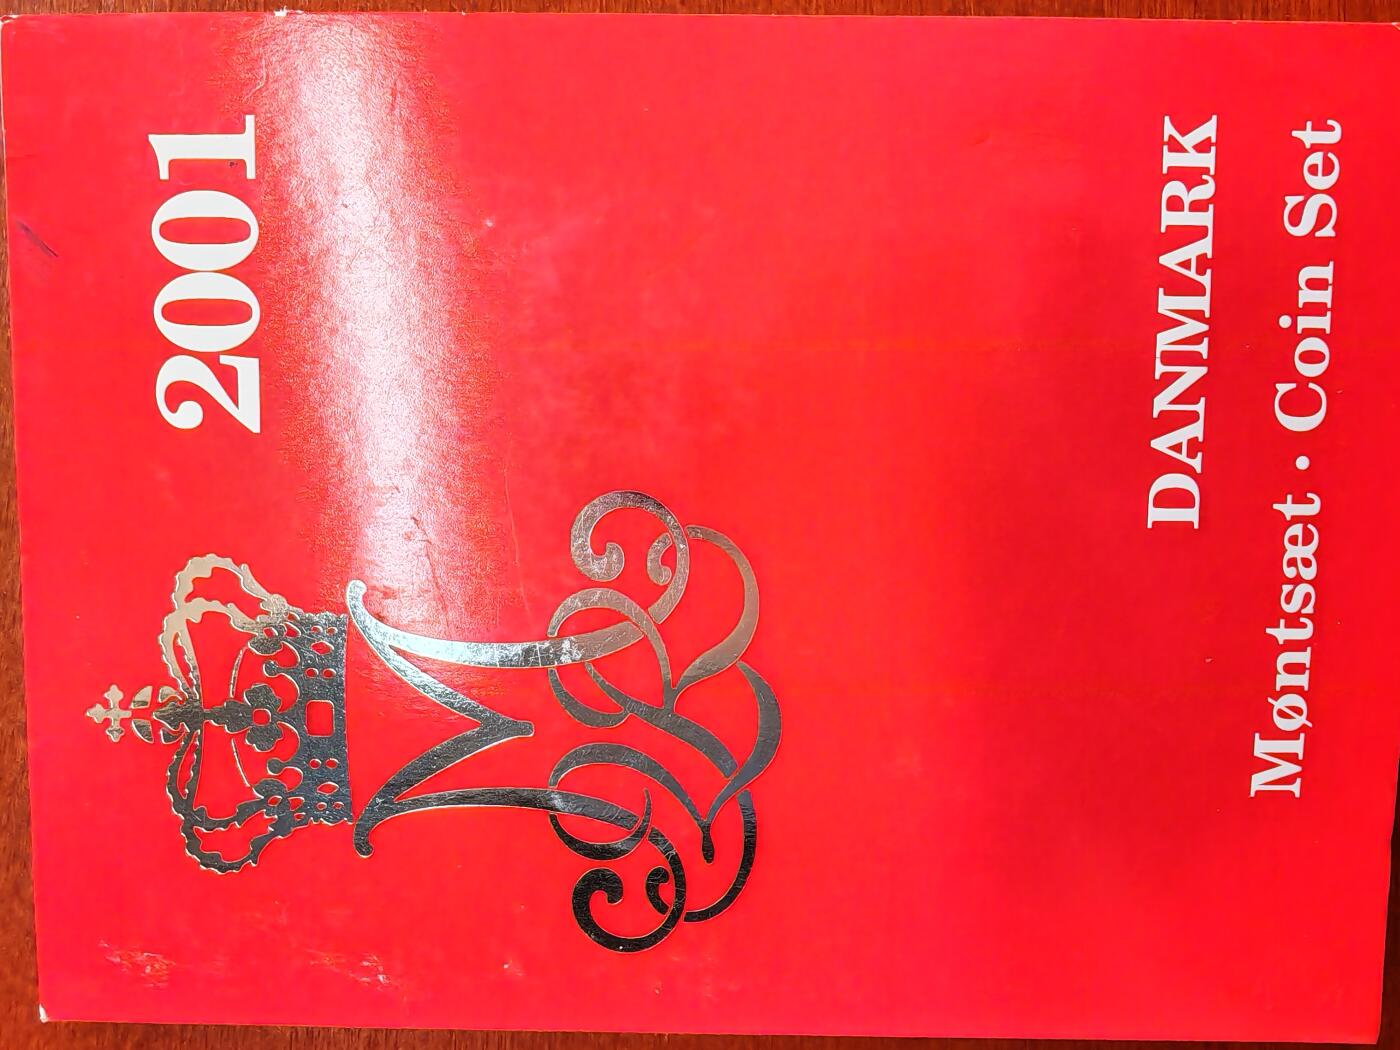 2001
DANMARK
Møntsæt · Coin Set